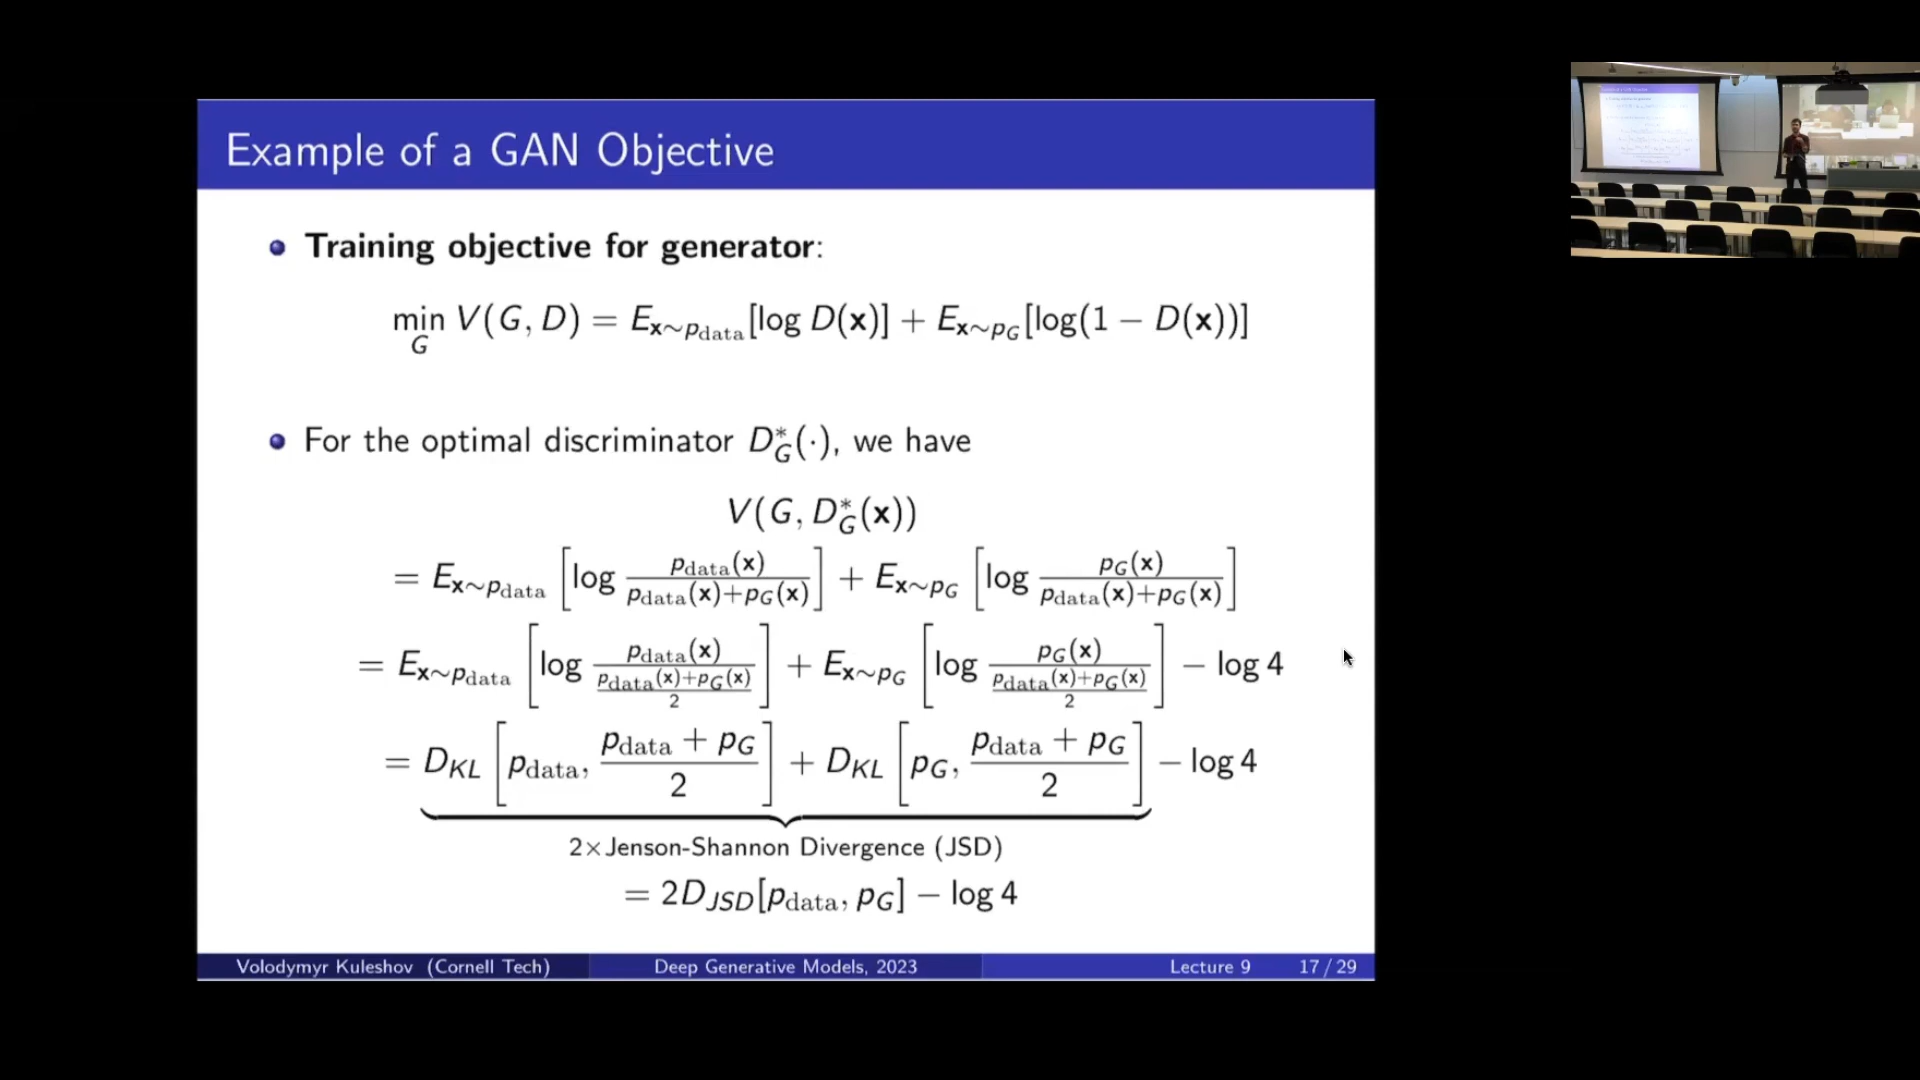 Example of a GAN Objective
Training objective for generator:
min_G V(G, D) = E_{x∼p_data}[log D(x)] + E_{x∼p_G}[log(1 − D(x))]
For the optimal discriminator D*_G(·), we have
V(G, D*_G(x))
= E_{x∼p_data} [log p_data(x) / (p_data(x)+p_G(x))] + E_{x∼p_G} [log p_G(x) / (p_data(x)+p_G(x))]
= E_{x∼p_data} [log p_data(x) / ((p_data(x)+p_G(x))/2)] + E_{x∼p_G} [log p_G(x) / ((p_data(x)+p_G(x))/2)] − log 4
= D_KL [p_data, (p_data + p_G)/2] + D_KL [p_G, (p_data + p_G)/2] − log 4
2×Jenson-Shannon Divergence (JSD)
= 2D_JSD[p_data, p_G] − log 4
Volodymyr Kuleshov (Cornell Tech) Deep Generative Models, 2023 Lecture 9 17 / 29